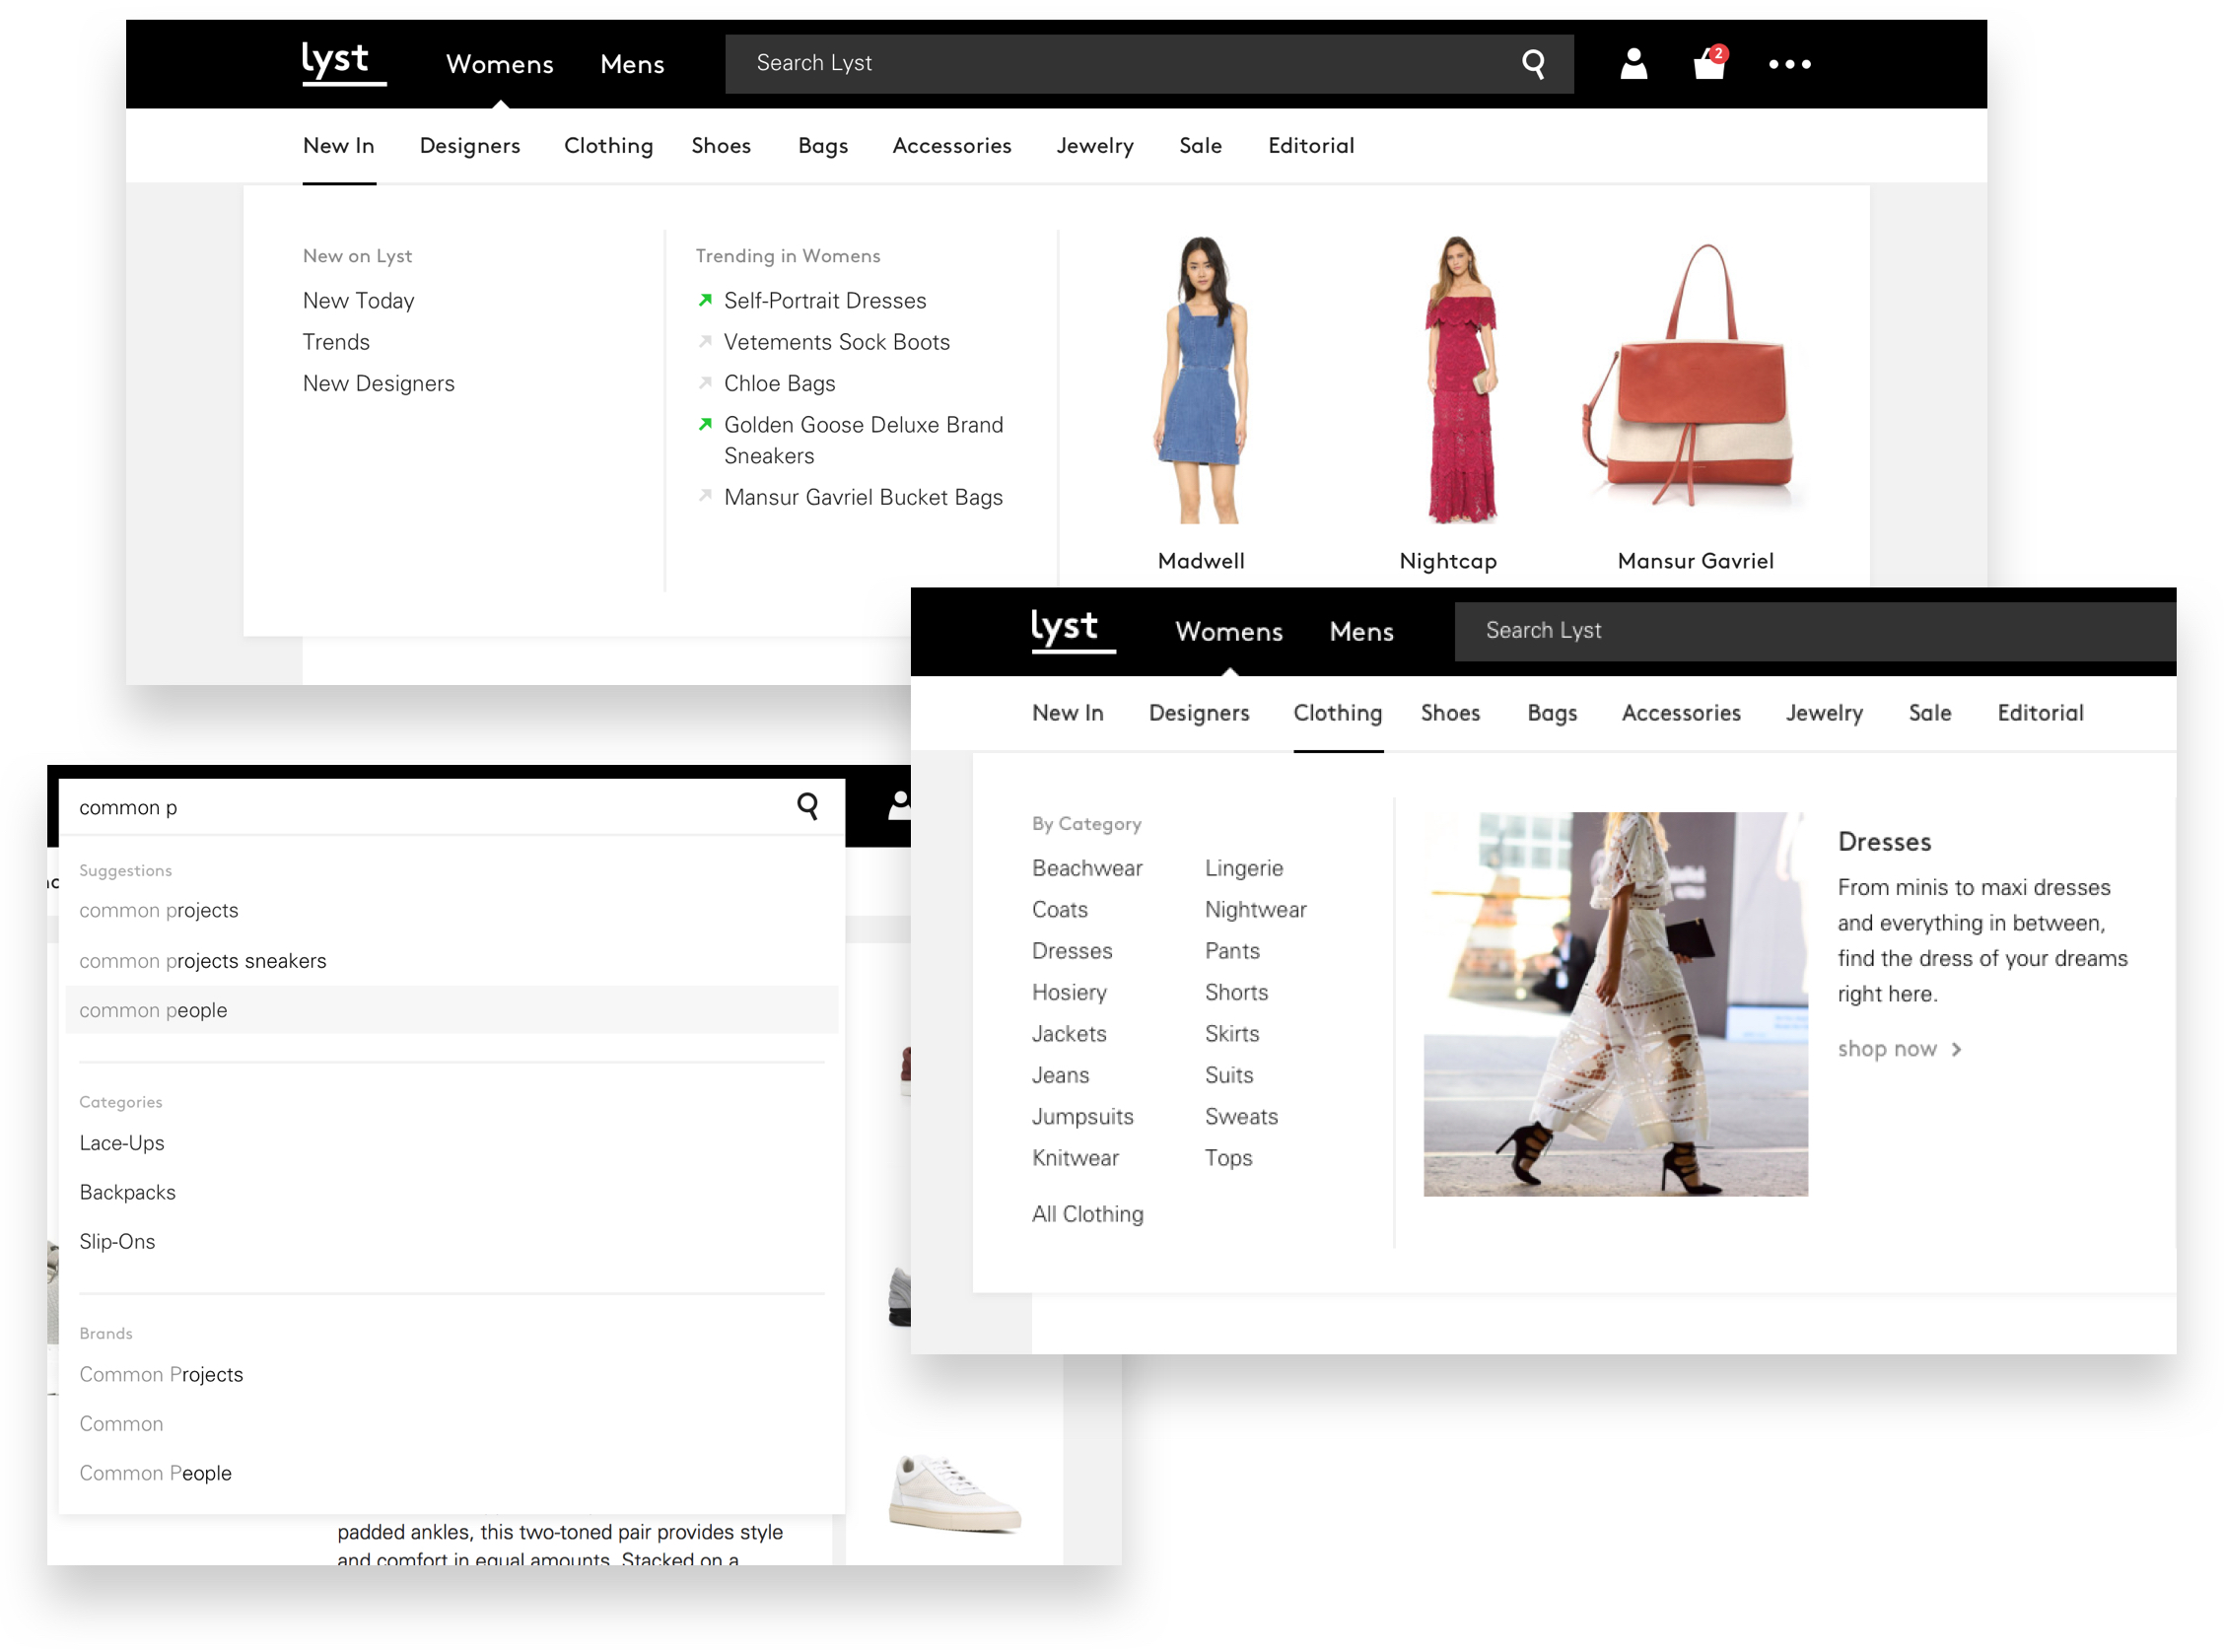 lyst
Womens
Mens
Search Lyst
2
New In
Designers
Clothing
Shoes
Bags
Accessories
Jewelry
Sale
Editorial
New on Lyst
New Today
Trends
New Designers
Trending in Womens
Self-Portrait Dresses
Vetements Sock Boots
Chloe Bags
Golden Goose Deluxe Brand
Sneakers
Mansur Gavriel Bucket Bags
Madwell
Nightcap
Mansur Gavriel
lyst
Womens
Mens
Search Lyst
New In
Designers
Clothing
Shoes
Bags
Accessories
Jewelry
Sale
Editorial
By Category
Beachwear
Coats
Dresses
Hosiery
Jackets
Jeans
Jumpsuits
Knitwear
All Clothing
Lingerie
Nightwear
Pants
Shorts
Skirts
Suits
Sweats
Tops
Dresses
From minis to maxi dresses
and everything in between,
find the dress of your dreams
right here.
shop now
common p
Suggestions
common projects
common projects sneakers
common people
Categories
Lace-Ups
Backpacks
Slip-Ons
Brands
Common Projects
Common
Common People
padded ankles, this two-toned pair provides style
and comfort in equal amounts. Stacked on a